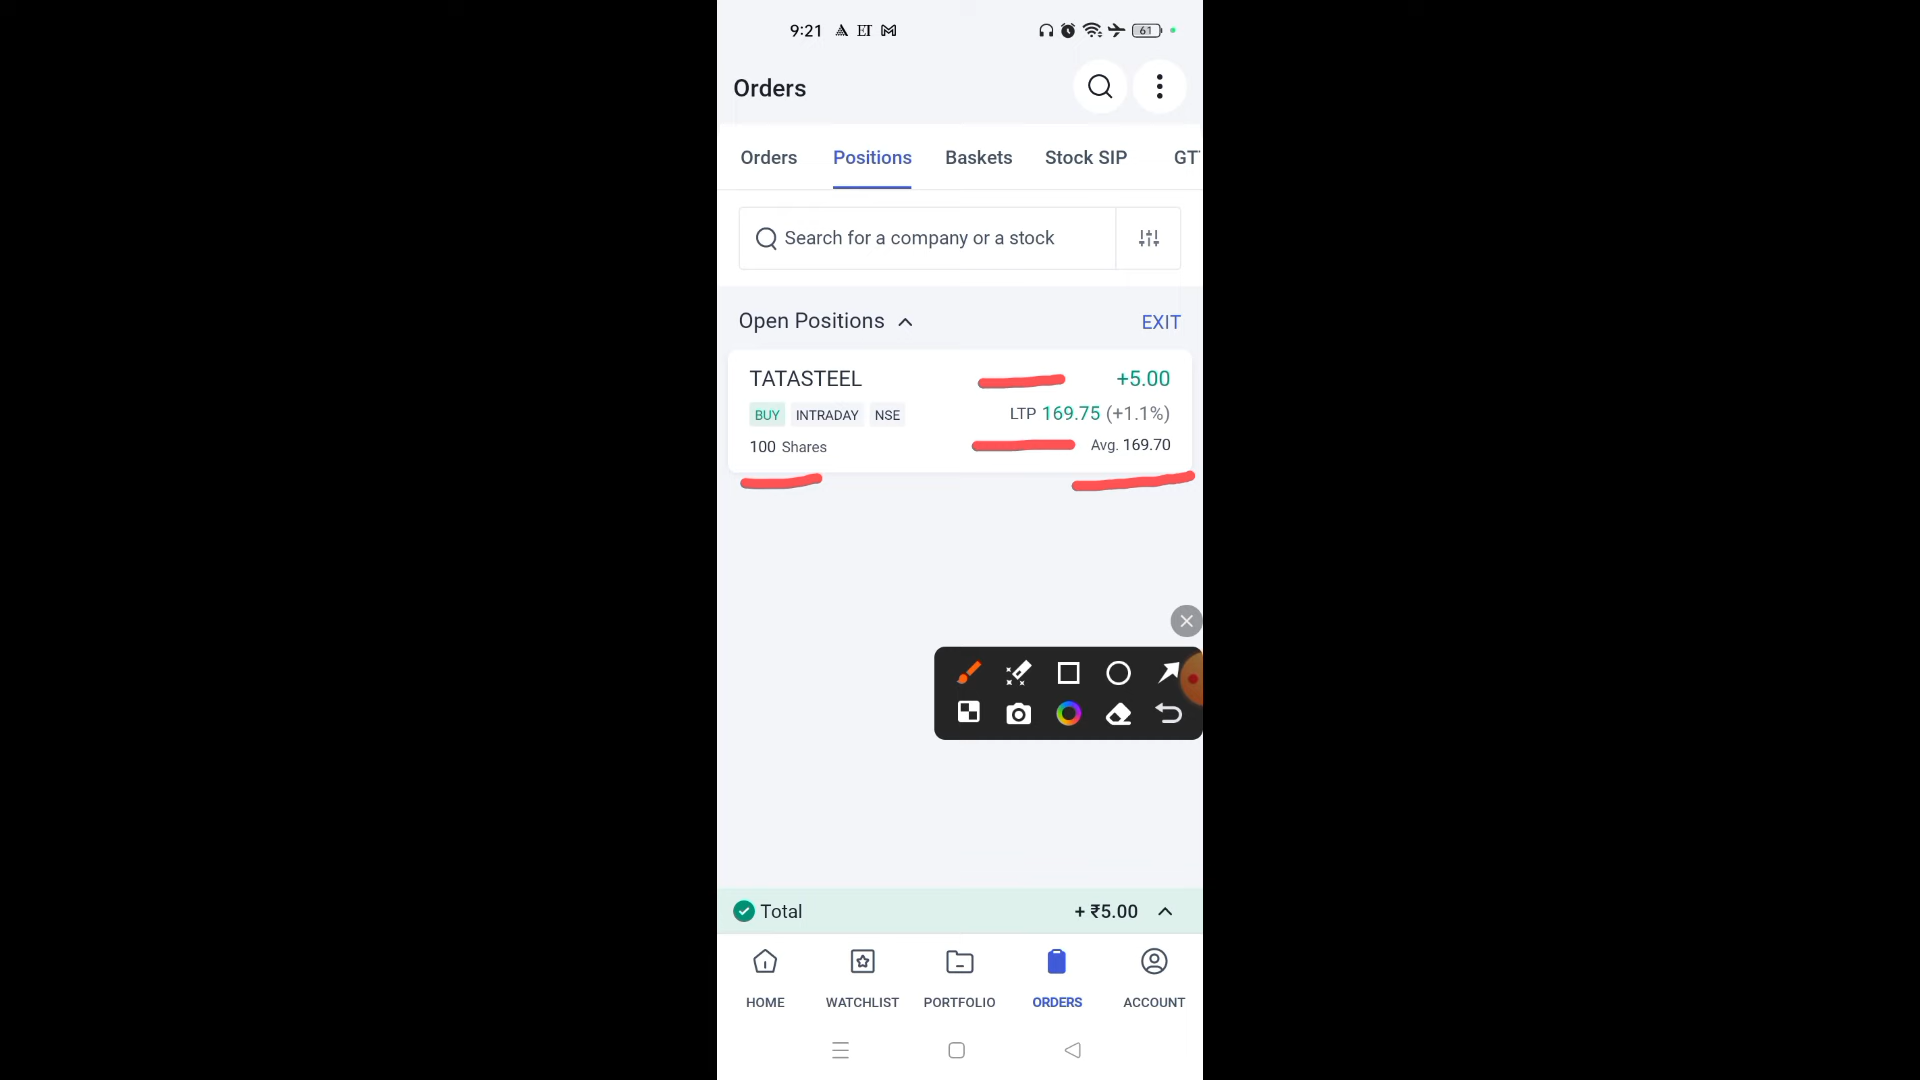 9:21 ET 61
Orders
Orders Positions Baskets Stock SIP GT
Search for a company or a stock
Open Positions EXIT
TATASTEEL +5.00
BUY INTRADAY NSE LTP 169.75 (+1.1%)
100 Shares Avg. 169.70
Total + ₹5.00
HOME WATCHLIST PORTFOLIO ORDERS ACCOUNT